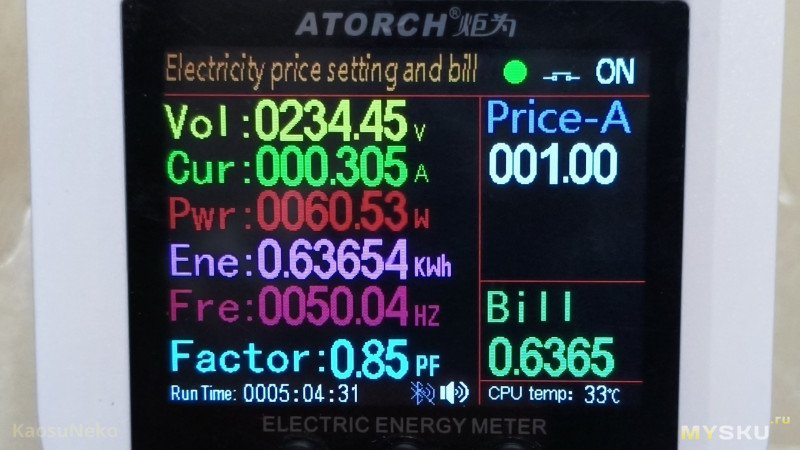 ATORCH®炬为
Electricity price setting and bill ON
Vol:0234.45 V
Cur:000.305 A
Pwr:0060.53 W
Ene:0.63654 KWh
Fre:0050.04 HZ
Factor:0.85 PF
Run Time: 0005:04:31
Price-A
001.00
Bill
0.6365
CPU temp: 33℃
ELECTRIC ENERGY METER
KaosuNeko
MYSKU.ru